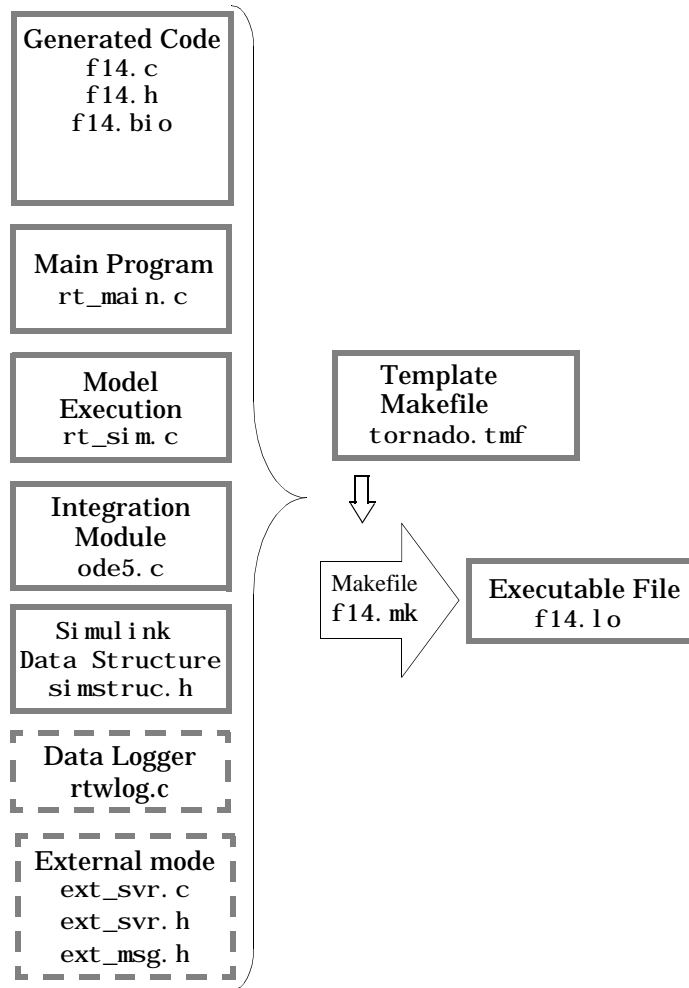 Generated Code
f14.c
f14.h
f14.bio
Main Program
rt_main.c
Model
Execution
rt_sim.c
Integration
Module
ode5.c
Simulink
Data Structure
simstruc.h
Data Logger
rtwlog.c
External mode
ext_svr.c
ext_svr.h
ext_msg.h
Template
Makefile
tornado.tmf
Makefile
f14.mk
Executable File
f14.lo